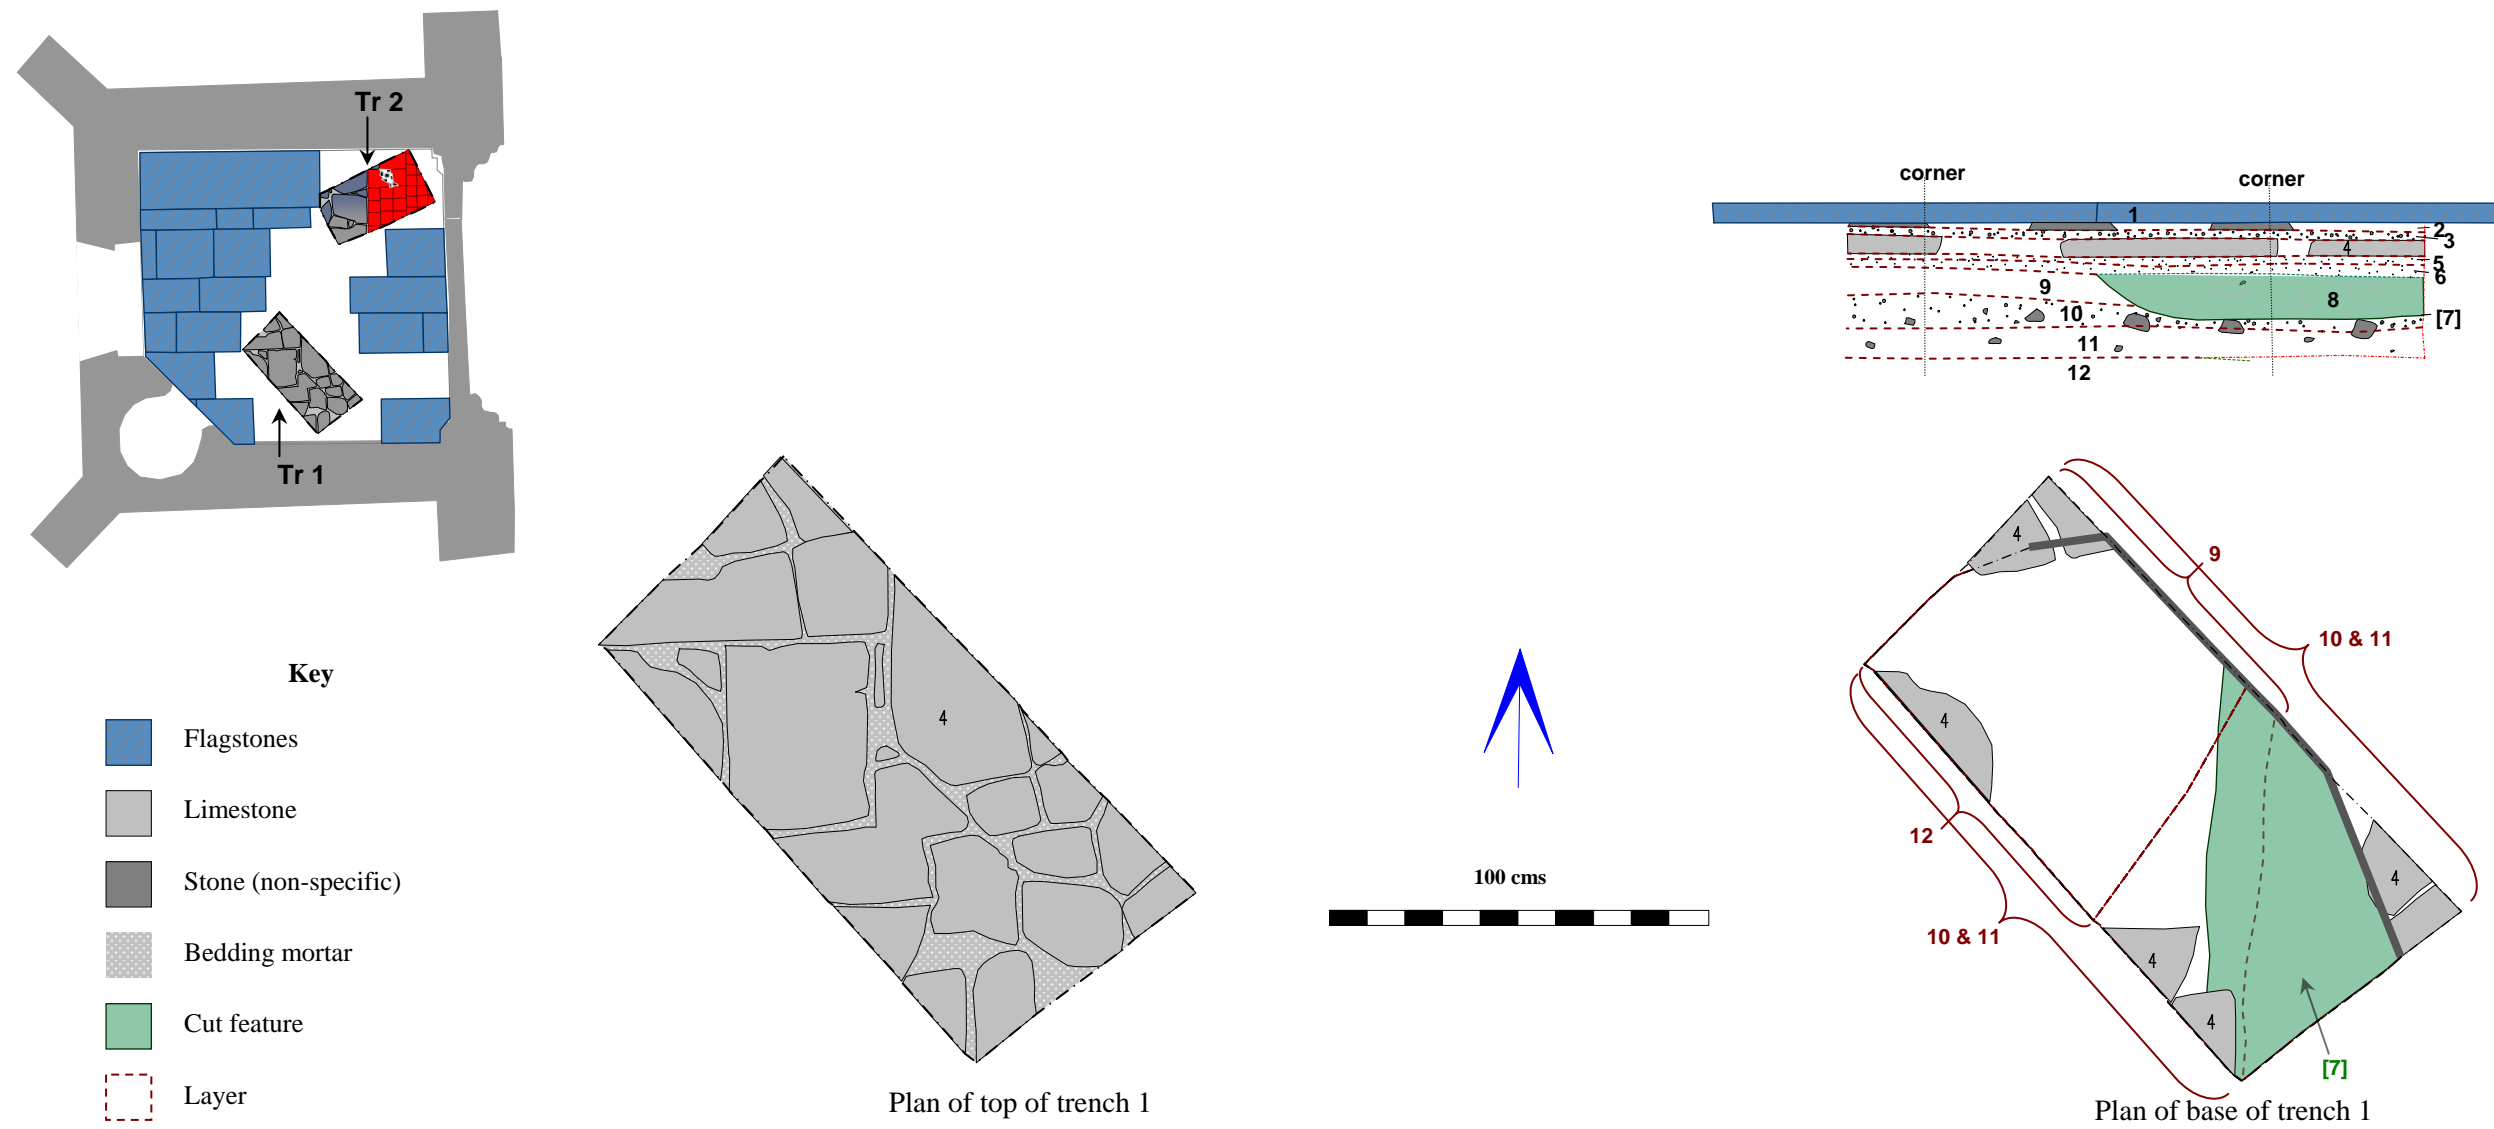 Tr 2
Tr 1
Key
Flagstones
Limestone
Stone (non-specific)
Bedding mortar
Cut feature
Layer
4
Plan of top of trench 1
100 cms
corner
corner
1
2
3
4
5
6
9
8
10
[7]
11
12
4
9
10 & 11
4
12
4
10 & 11
4
4
[7]
Plan of base of trench 1